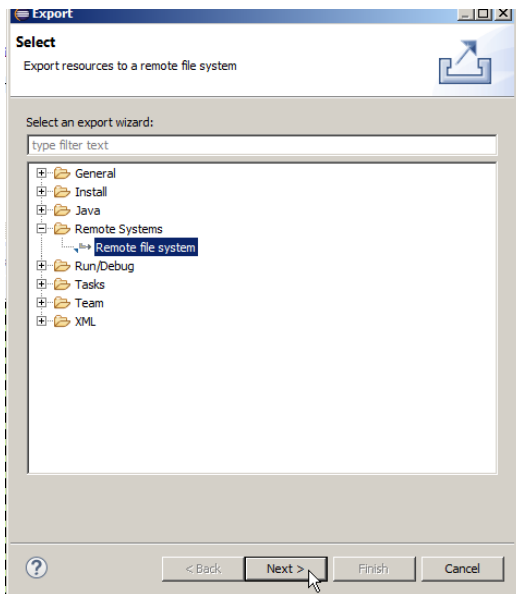 Export
Select
Export resources to a remote file system
Select an export wizard:
type filter text
General
Install
Java
Remote Systems
Remote file system
Run/Debug
Tasks
Team
XML
?
< Back
Next >
Finish
Cancel